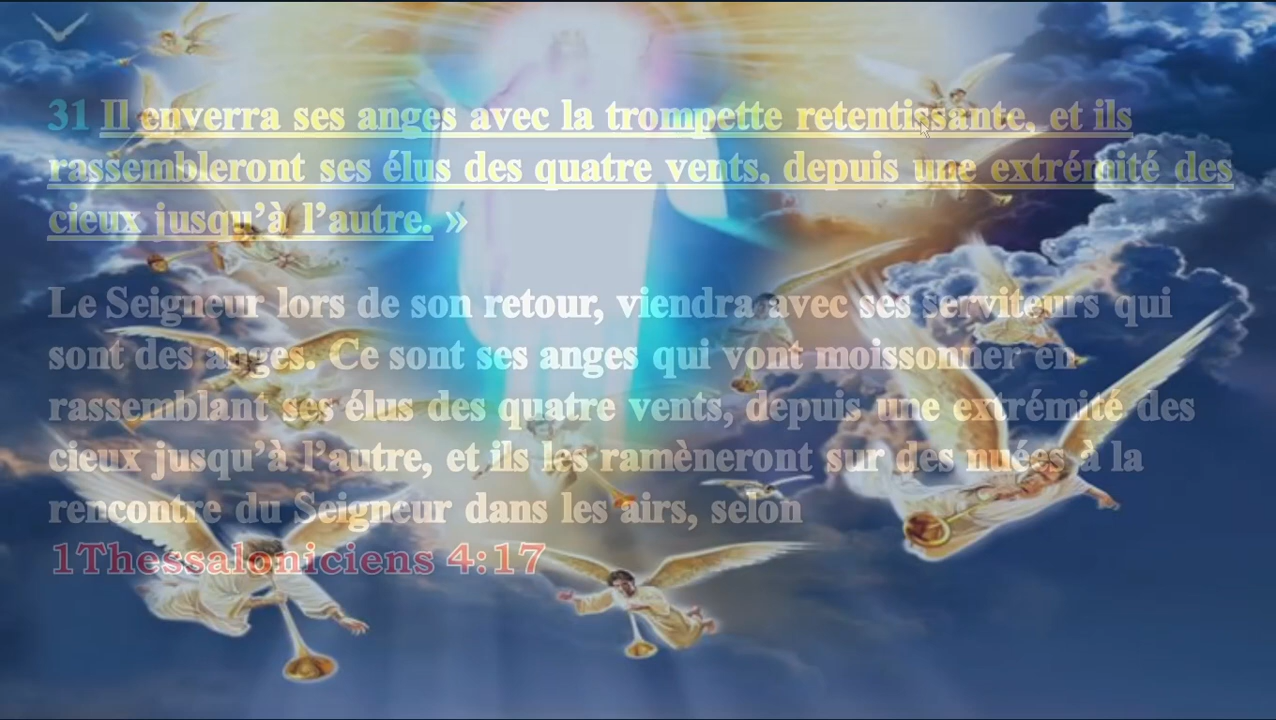 31 Il enverra ses anges avec la trompette retentissante, et ils
rassembleront ses élus des quatre vents, depuis une extrémité des
cieux jusqu’à l’autre. »
Le Seigneur lors de son retour, viendra avec ses serviteurs qui
sont des anges. Ce sont ses anges qui vont moissonner en
rassemblant ses élus des quatre vents, depuis une extrémité des
cieux jusqu’à l’autre, et ils les ramèneront sur des nuées à la
rencontre du Seigneur dans les airs, selon
1Thessaloniciens 4:17